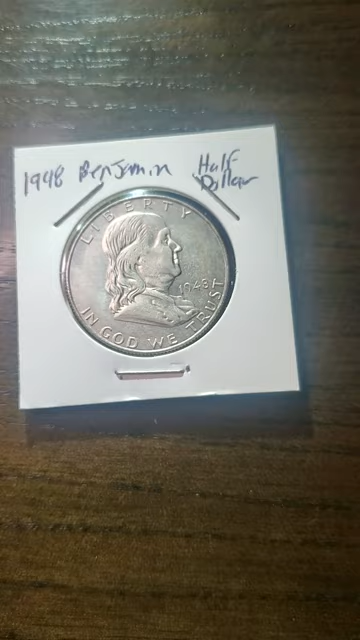 1948 Benjamin Half
Dollar
LIBERTY
1948
IN GOD WE TRUST